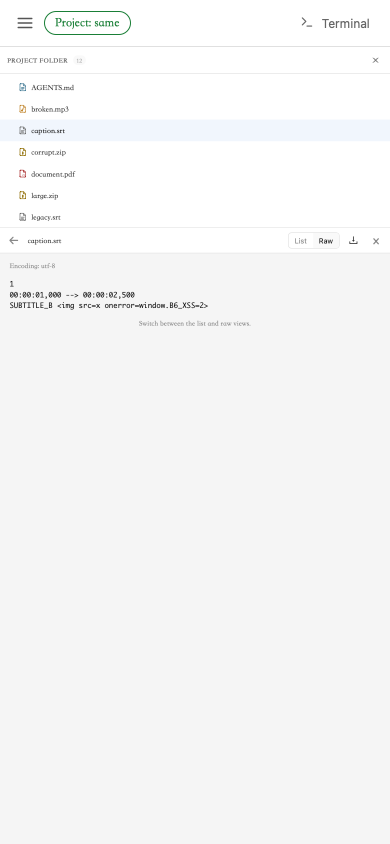 Project: same
Terminal
PROJECT FOLDER 12
AGENTS.md
broken.mp3
caption.srt
corrupt.zip
document.pdf
large.zip
legacy.srt
caption.srt
List Raw
Encoding: utf-8
1
00:00:01,000 --> 00:00:02,500
SUBTITLE_B <img src=x onerror=window.B6_XSS=2>
Switch between the list and raw views.